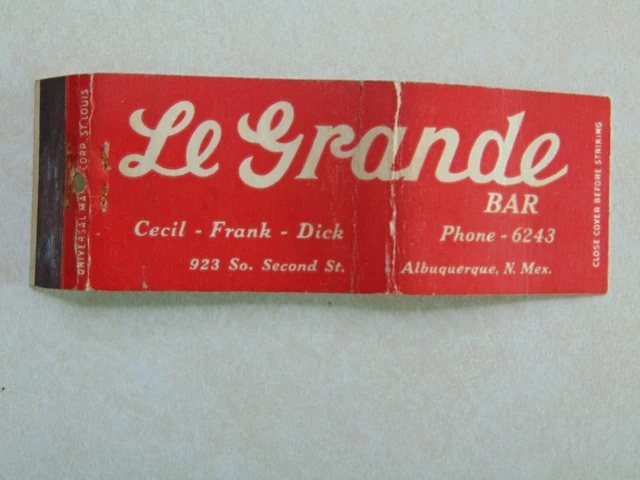 Le Grande
BAR
Cecil - Frank - Dick
Phone - 6243
923 So. Second St.
Albuquerque, N. Mex.
CLOSE COVER BEFORE STRIKING
UNIVERSAL CORP. ST. LOUIS